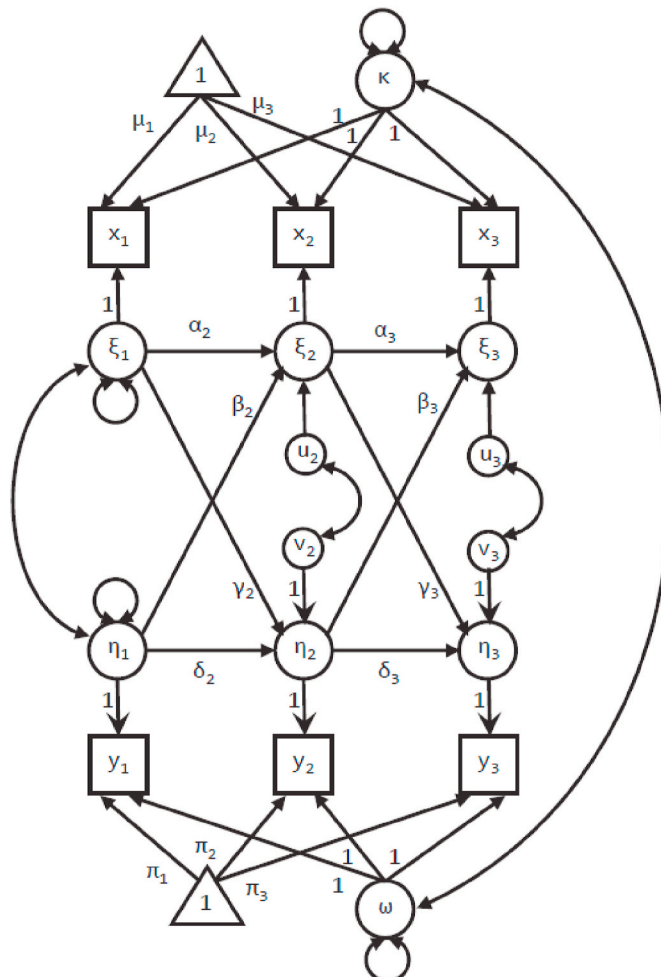 1 κ
μ₁ μ₂ μ₃ 1 1 1
x₁ x₂ x₃
1 1 1
ξ₁ α₂ ξ₂ α₃ ξ₃
β₂ β₃
u₂ u₃
v₂ v₃
γ₂ 1 γ₃ 1
η₁ δ₂ η₂ δ₃ η₃
1 1 1
y₁ y₂ y₃
π₁ π₂ π₃ 1 1 1
1 ω